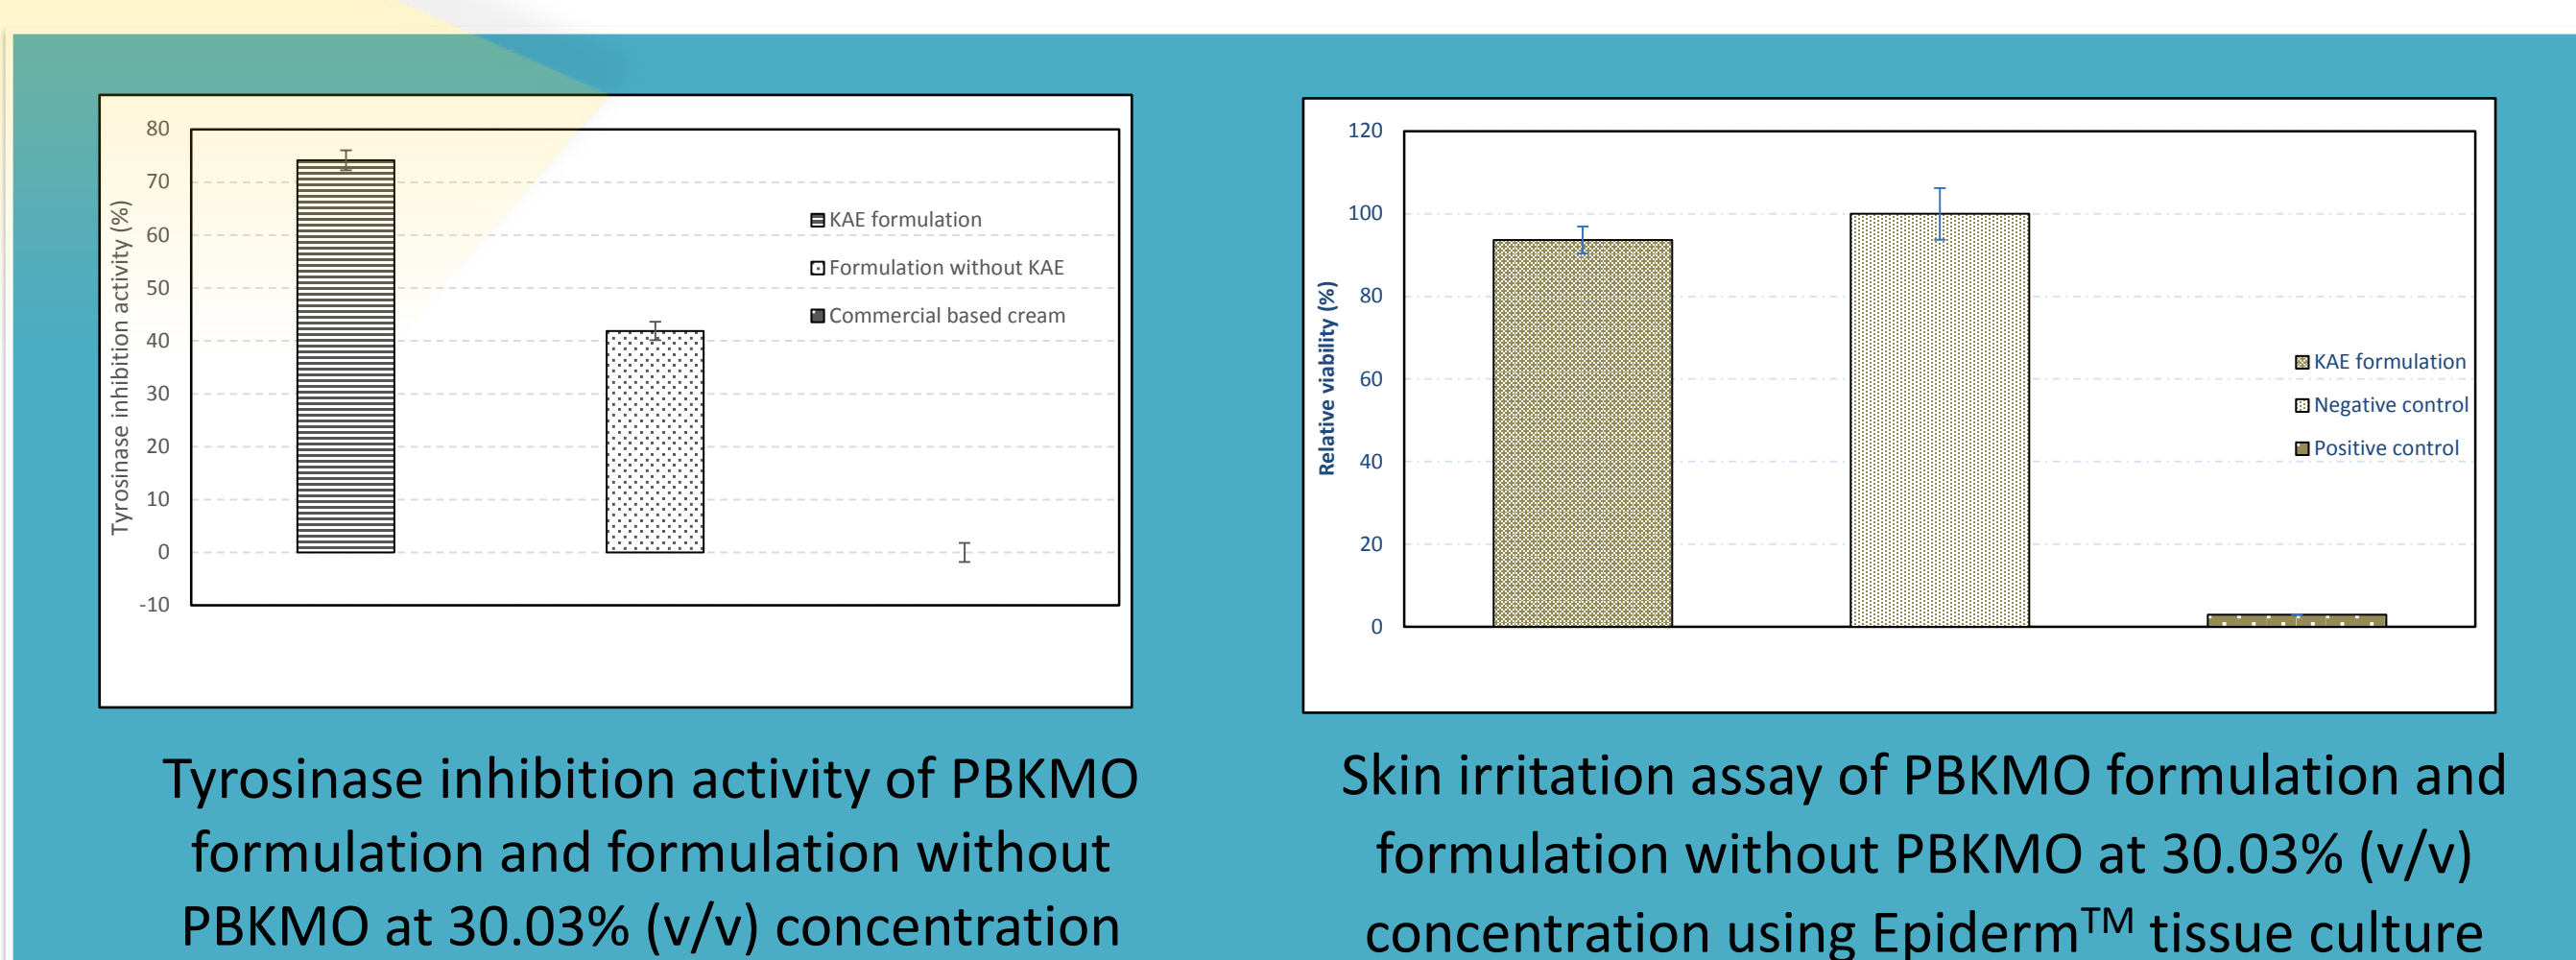 80
70
60
50
40
30
20
10
0
-10
Tyrosinase inhibition activity (%)
KAE formulation
Formulation without KAE
Commercial based cream
Tyrosinase inhibition activity of PBKMO
formulation and formulation without
PBKMO at 30.03% (v/v) concentration
120
100
80
60
40
20
0
Relative viability (%)
KAE formulation
Negative control
Positive control
Skin irritation assay of PBKMO formulation and
formulation without PBKMO at 30.03% (v/v)
concentration using Epiderm™ tissue culture